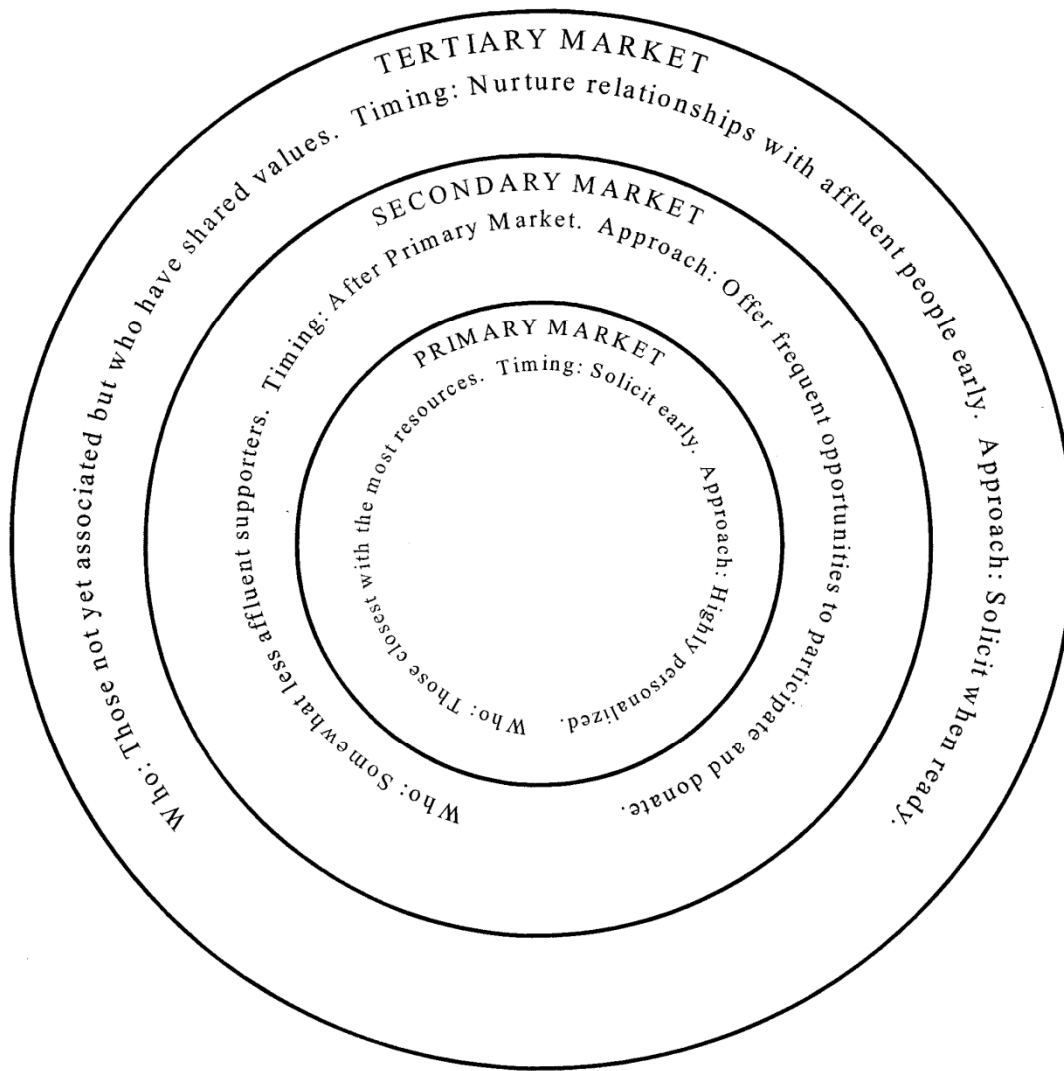 TERTIARY MARKET
Who: Those not yet associated but who have shared values. Timing: Nurture relationships with affluent people early. Approach: Solicit when ready.
SECONDARY MARKET
Who: Somewhat less affluent supporters. Timing: After Primary Market. Approach: Offer frequent opportunities to participate and donate.
PRIMARY MARKET
Who: Those closest with the most resources. Timing: Solicit early. Approach: Highly personalized.